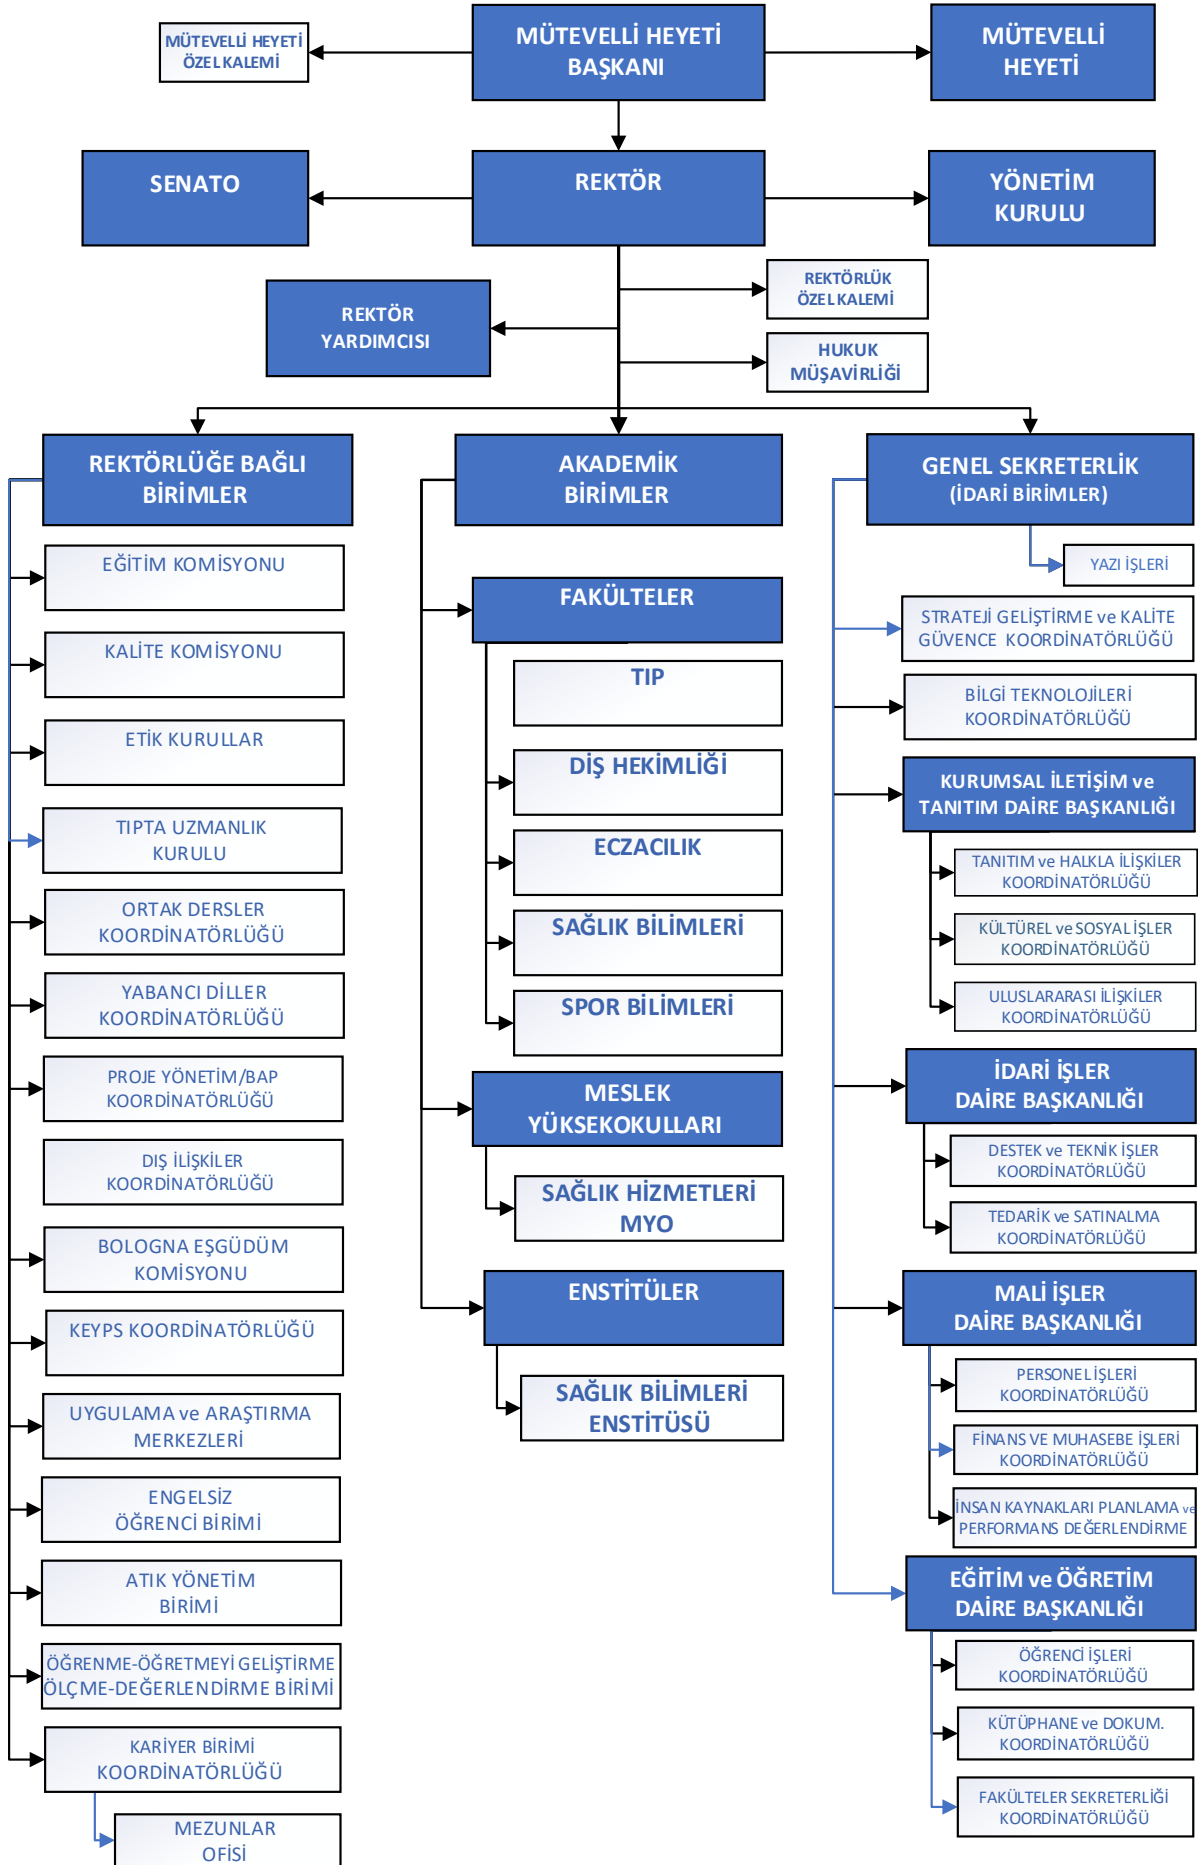 MÜTEVELLİ HEYETİ
ÖZEL KALEMİ
MÜTEVELLİ HEYETİ
BAŞKANI
MÜTEVELLİ
HEYETİ
SENATO
REKTÖR
YÖNETİM
KURULU
REKTÖR
YARDIMCISI
REKTÖRLÜK
ÖZEL KALEMİ
HUKUK
MÜŞAVİRLİĞİ
REKTÖRLÜĞE BAĞLI
BİRİMLER
EĞİTİM KOMİSYONU
KALİTE KOMİSYONU
ETİK KURULLAR
TIPTA UZMANLIK
KURULU
ORTAK DERSLER
KOORDİNATÖRLÜĞÜ
YABANCI DİLLER
KOORDİNATÖRLÜĞÜ
PROJE YÖNETİM/BAP
KOORDİNATÖRLÜĞÜ
DIŞ İLİŞKİLER
KOORDİNATÖRLÜĞÜ
BOLOGNA EŞGÜDÜM
KOMİSYONU
KEYPS KOORDİNATÖRLÜĞÜ
UYGULAMA ve ARAŞTIRMA
MERKEZLERİ
ENGELSİZ
ÖĞRENCİ BİRİMİ
ATIK YÖNETİM
BİRİMİ
ÖĞRENME-ÖĞRETMEYİ GELİŞTİRME
ÖLÇME-DEĞERLENDİRME BİRİMİ
KARİYER BİRİMİ
KOORDİNATÖRLÜĞÜ
MEZUNLAR
OFİSİ
AKADEMİK
BİRİMLER
FAKÜLTELER
TIP
DİŞ HEKİMLİĞİ
ECZACILIK
SAĞLIK BİLİMLERİ
SPOR BİLİMLERİ
MESLEK
YÜKSEKOKULLARI
SAĞLIK HİZMETLERİ
MYO
ENSTİTÜLER
SAĞLIK BİLİMLERİ
ENSTİTÜSÜ
GENEL SEKRETERLİK
(İDARİ BİRİMLER)
YAZI İŞLERİ
STRATEJİ GELİŞTİRME ve KALİTE
GÜVENCE KOORDİNATÖRLÜĞÜ
BİLGİ TEKNOLOJİLERİ
KOORDİNATÖRLÜĞÜ
KURUMSAL İLETİŞİM ve
TANITIM DAİRE BAŞKANLIĞI
TANITIM ve HALKLA İLİŞKİLER
KOORDİNATÖRLÜĞÜ
KÜLTÜREL ve SOSYAL İŞLER
KOORDİNATÖRLÜĞÜ
ULUSLARARASI İLİŞKİLER
KOORDİNATÖRLÜĞÜ
İDARİ İŞLER
DAİRE BAŞKANLIĞI
DESTEK ve TEKNİK İŞLER
KOORDİNATÖRLÜĞÜ
TEDARİK ve SATINALMA
KOORDİNATÖRLÜĞÜ
MALİ İŞLER
DAİRE BAŞKANLIĞI
PERSONEL İŞLERİ
KOORDİNATÖRLÜĞÜ
FİNANS VE MUHASEBE İŞLERİ
KOORDİNATÖRLÜĞÜ
İNSAN KAYNAKLARI PLANLAMA ve
PERFORMANS DEĞERLENDİRME
EĞİTİM ve ÖĞRETİM
DAİRE BAŞKANLIĞI
ÖĞRENCİ İŞLERİ
KOORDİNATÖRLÜĞÜ
KÜTÜPHANE ve DOKUM.
KOORDİNATÖRLÜĞÜ
FAKÜLTELER SEKRETERLİĞİ
KOORDİNATÖRLÜĞÜ